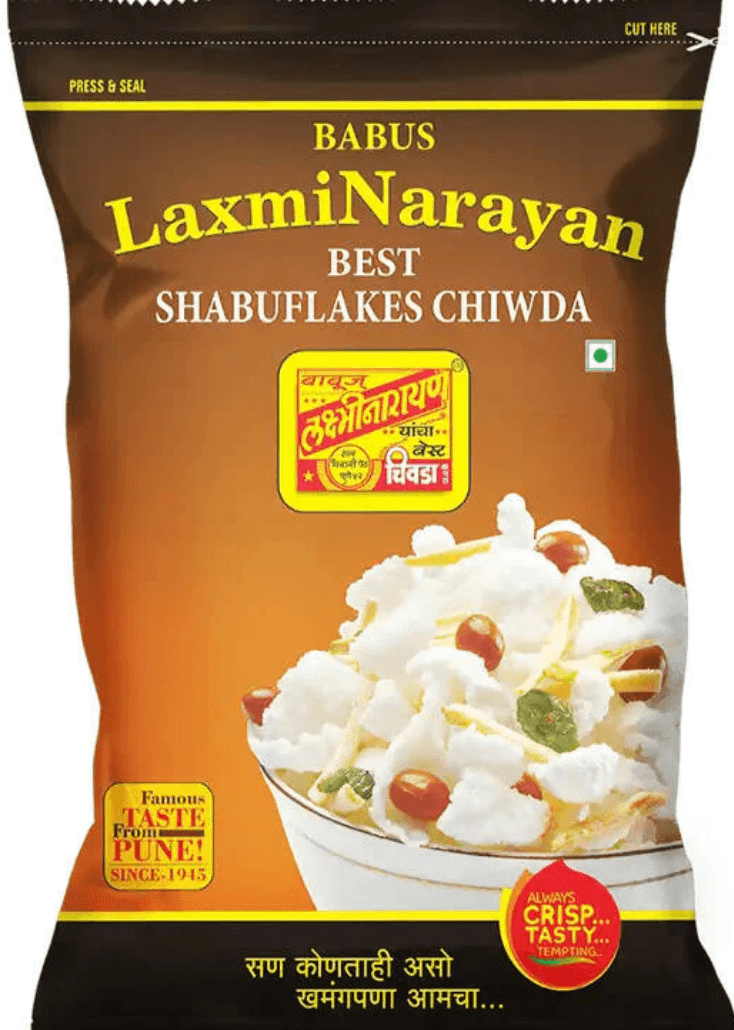 CUT HERE
PRESS & SEAL
BABUS
LaxmiNarayan
BEST
SHABUFLAKES CHIWDA
बाबूज्
लक्ष्मीनारायण
यांचा
बेस्ट
चिवडा
Famous
TASTE
From
PUNE!
SINCE-1945
ALWAYS
CRISP...
TASTY...
TEMPTING...
सण कोणताही असो
खमंगपणा आमचा...